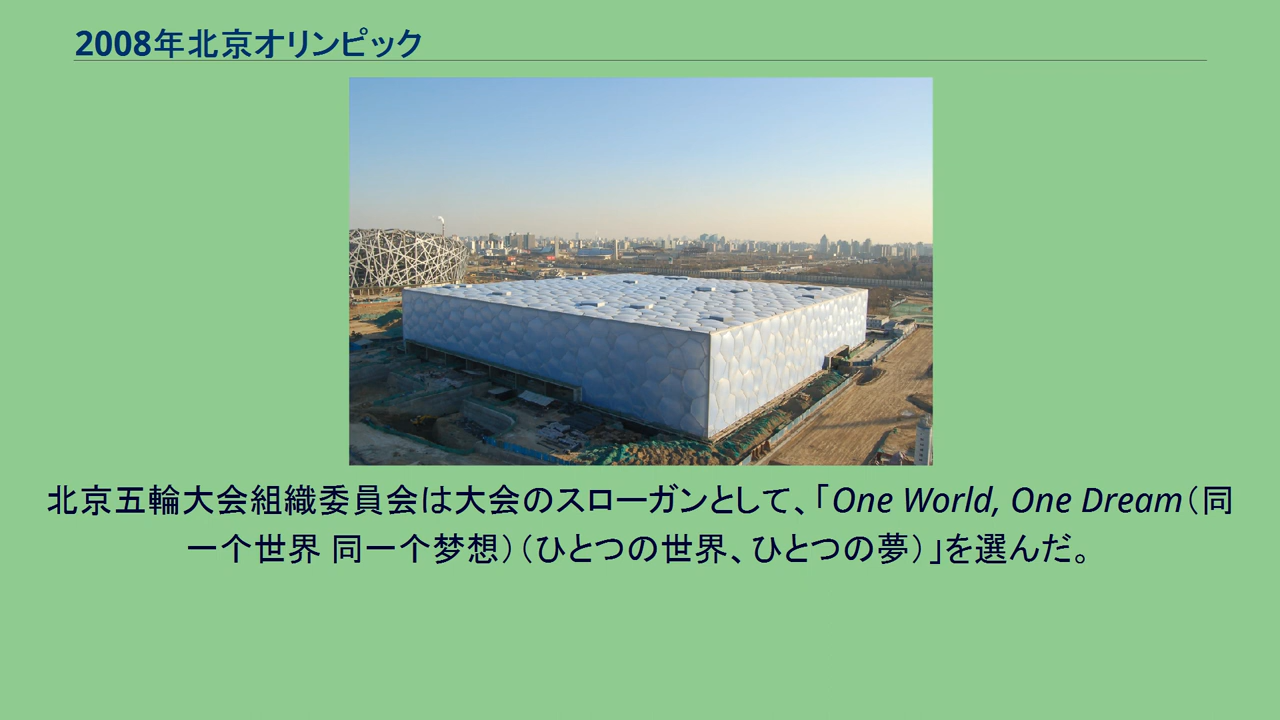 2008年北京オリンピック
北京五輪大会組織委員会は大会のスローガンとして、「One World, One Dream（同
一个世界 同一个梦想）（ひとつの世界、ひとつの夢）」を選んだ。